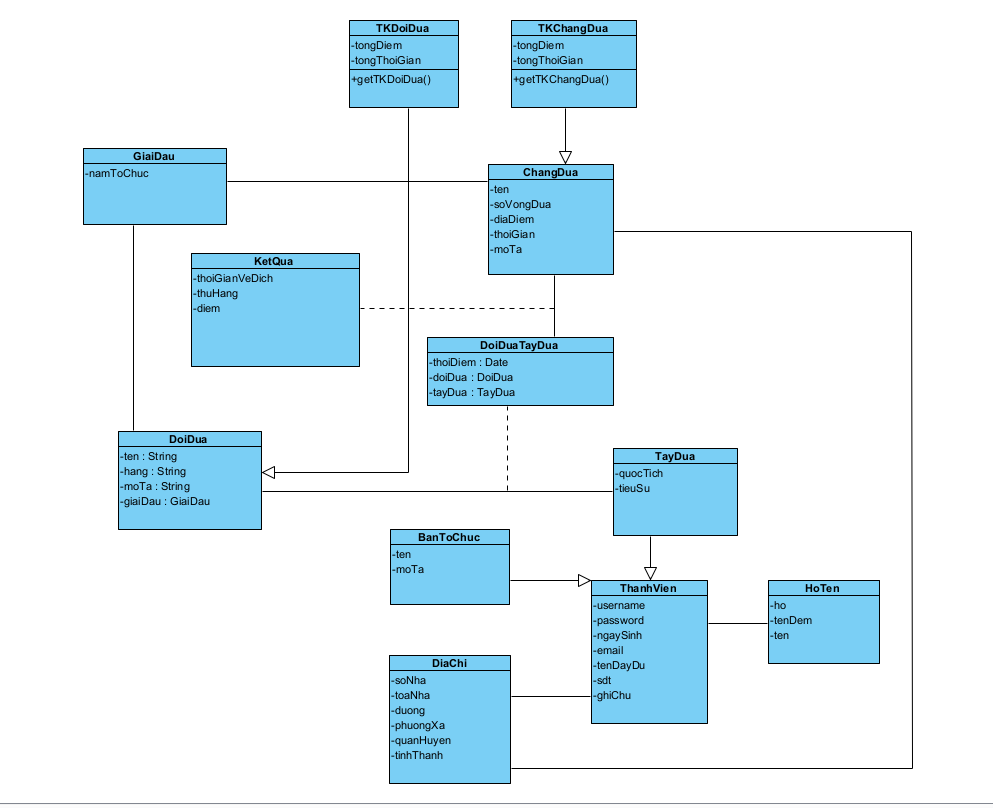 TKDoiDua
-tongDiem
-tongThoiGian
+getTKDoiDua()
TKChangDua
-tongDiem
-tongThoiGian
+getTKChangDua()
GiaiDau
-namToChuc
ChangDua
-ten
-soVongDua
-diaDiem
-thoiGian
-moTa
KetQua
-thoiGianVeDich
-thuHang
-diem
DoiDuaTayDua
-thoiDiem : Date
-doiDua : DoiDua
-tayDua : TayDua
DoiDua
-ten : String
-hang : String
-moTa : String
-giaiDau : GiaiDau
TayDua
-quocTich
-tieuSu
BanToChuc
-ten
-moTa
ThanhVien
-username
-password
-ngaySinh
-email
-tenDayDu
-sdt
-ghiChu
HoTen
-ho
-tenDem
-ten
DiaChi
-soNha
-toaNha
-duong
-phuongXa
-quanHuyen
-tinhThanh